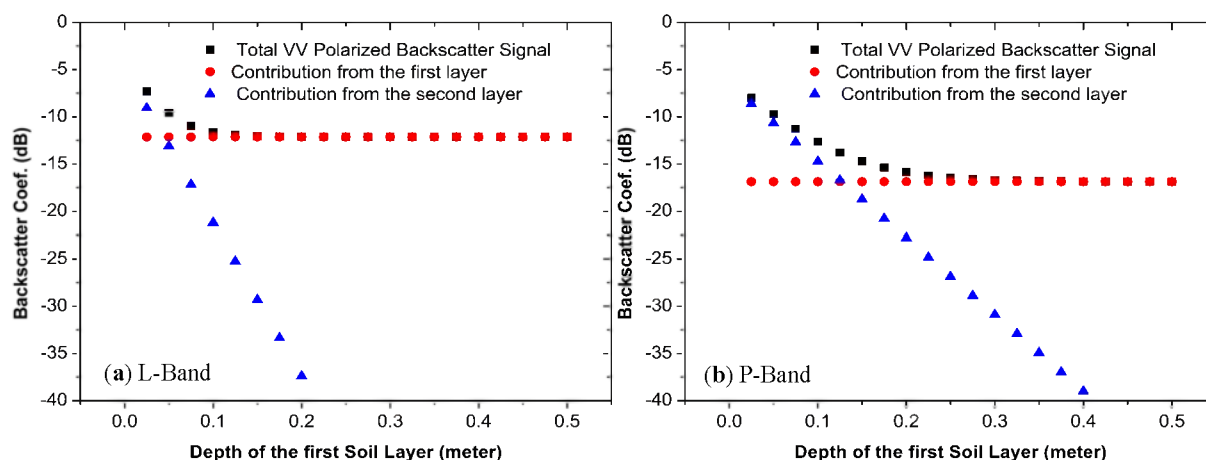 Total VV Polarized Backscatter Signal
Contribution from the first layer
Contribution from the second layer
0
-5
-10
-15
-20
-25
-30
-35
-40
Backscatter Coef. (dB)
(a) L-Band
0.0 0.1 0.2 0.3 0.4 0.5
Depth of the first Soil Layer (meter)
Total VV Polarized Backscatter Signal
Contribution from the first layer
Contribution from the second layer
0
-5
-10
-15
-20
-25
-30
-35
-40
Backscatter Coef. (dB)
(b) P-Band
0.0 0.1 0.2 0.3 0.4 0.5
Depth of the first Soil Layer (meter)